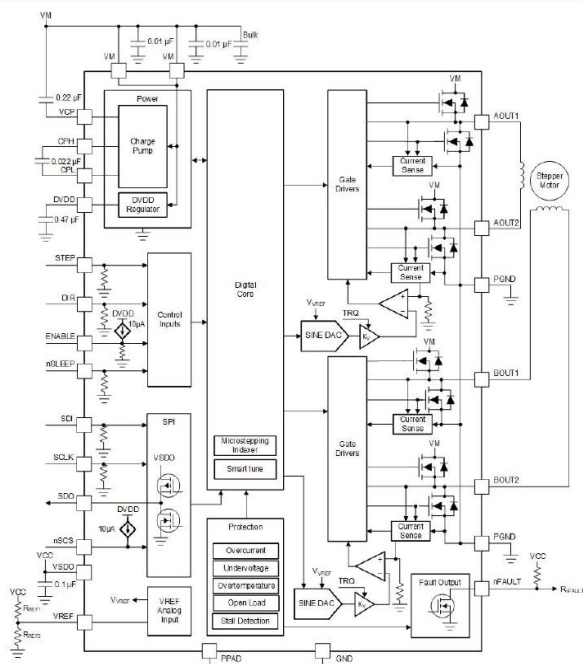 VM
0.01 µF
0.01 µF
Bulk
VM
VM
0.22 µF
VCP
CPH
0.022 µF
CPL
DVDD
0.47 µF
Power
Charge
Pump
DVDD
Regulator
STEP
DIR
DVDD
10µA
ENABLE
nSLEEP
Control
Inputs
SDI
SCLK
SDO
DVDD
10µA
nSCS
VCC
VSDO
0.1 µF
VCC
VREF
SPI
VSDO
VVREF
VREF
Analog
Input
Digital
Core
Microstepping
Indexer
Smart tune
Protection
Overcurrent
Undervoltage
Overtemperature
Open Load
Stall Detection
PPAD
GND
Gate
Drivers
VM
Current
Sense
VM
Current
Sense
VVREF
TRQ
SINE DAC
KV
AOUT1
Stepper
Motor
AOUT2
PGND
Gate
Drivers
VM
Current
Sense
VM
Current
Sense
VVREF
TRQ
SINE DAC
KV
BOUT1
BOUT2
PGND
VCC
Fault Output
nFAULT
RnFAULT